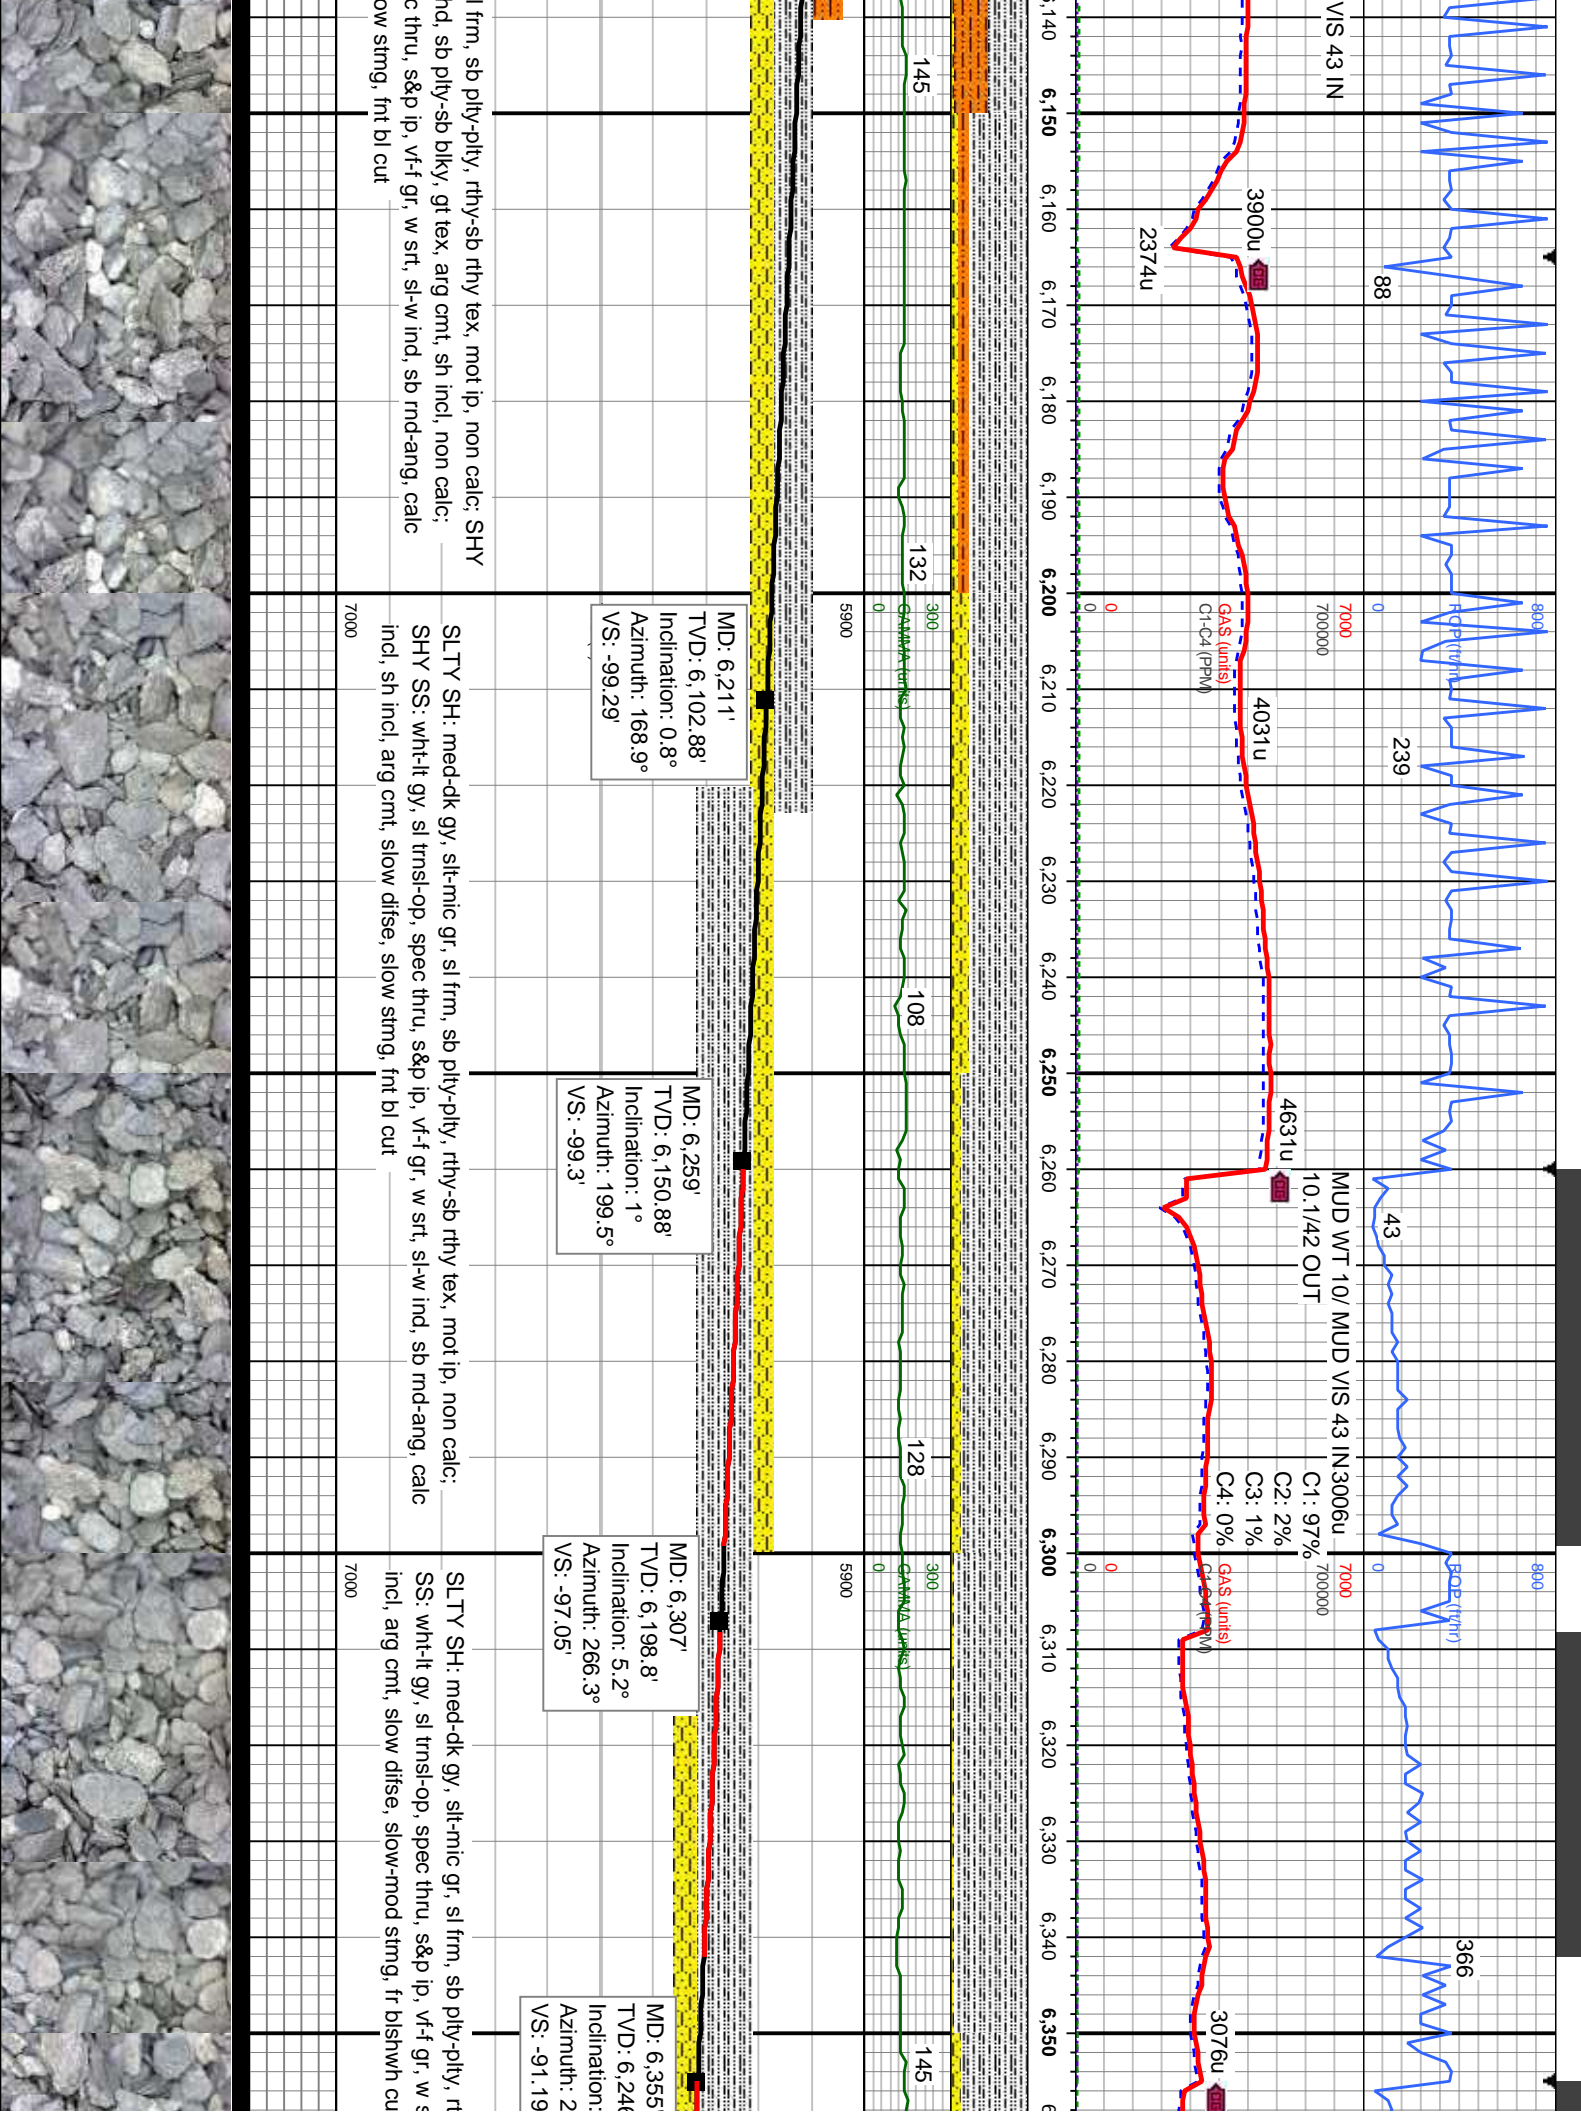 VIS 43 IN
6,140
6,150
6,160
6,170
6,180
6,190
6,200
6,210
6,220
6,230
6,240
6,250
6,260
6,270
6,280
6,290
6,300
6,310
6,320
6,330
6,340
6,350
88
239
43
366
800
ROP (ft/hr)
0
800
ROP (ft/hr)
0
3900u
2374u
4031u
4631u
MUD WT 10/ MUD VIS 43 IN
10.1/42 OUT
3006u
C1: 97%
C2: 2%
C3: 1%
C4: 0%
3076u
7000
700000
GAS (units)
C1-C4 (PPM)
0
0
7000
700000
GAS (units)
C1-C4 (PPM)
0
0
145
132
108
128
145
300
GAMMA (units)
0
300
GAMMA (units)
0
5900
7000
5900
7000
MD: 6,211'
TVD: 6,102.88'
Inclination: 0.8°
Azimuth: 168.9°
VS: -99.29'
MD: 6,259'
TVD: 6,150.88'
Inclination: 1°
Azimuth: 199.5°
VS: -99.3'
MD: 6,307'
TVD: 6,198.8'
Inclination: 5.2°
Azimuth: 266.3°
VS: -97.05'
MD: 6,355'
TVD: 6,246
Inclination:
Azimuth: 2
VS: -91.19
l frm, sb plty-plty, rthy-sb rthy tex, mot ip, non calc; SHY
nd, sb plty-sb blky, gt tex, arg cmt, sh incl, non calc;
c thru, s&p ip, vf-f gr, w srt, sl-w ind, sb rnd-ang, calc
ow stmg, fnt bl cut
SLTY SH: med-dk gy, slt-mic gr, sl frm, sb plty-plty, rthy-sb rthy tex, mot ip, non calc;
SHY SS: wht-lt gy, sl trnsl-op, spec thru, s&p ip, vf-f gr, w srt, sl-w ind, sb rnd-ang, calc
incl, sh incl, arg cmt, slow difse, slow stmg, fnt bl cut
SLTY SH: med-dk gy, slt-mic gr, sl frm, sb plty-plty, rt
SS: wht-lt gy, sl trnsl-op, spec thru, s&p ip, vf-f gr, w s
incl, arg cmt, slow difse, slow-mod stmg, fr blshwh cu